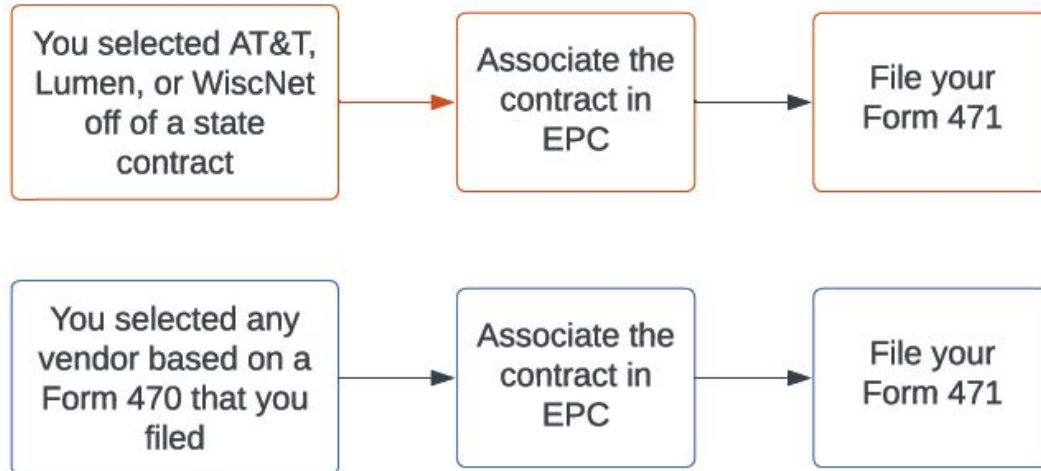 You selected AT&T,
Lumen, or WiscNet
off of a state
contract
Associate the
contract in
EPC
File your
Form 471
You selected any
vendor based on a
Form 470 that you
filed
Associate the
contract in
EPC
File your
Form 471